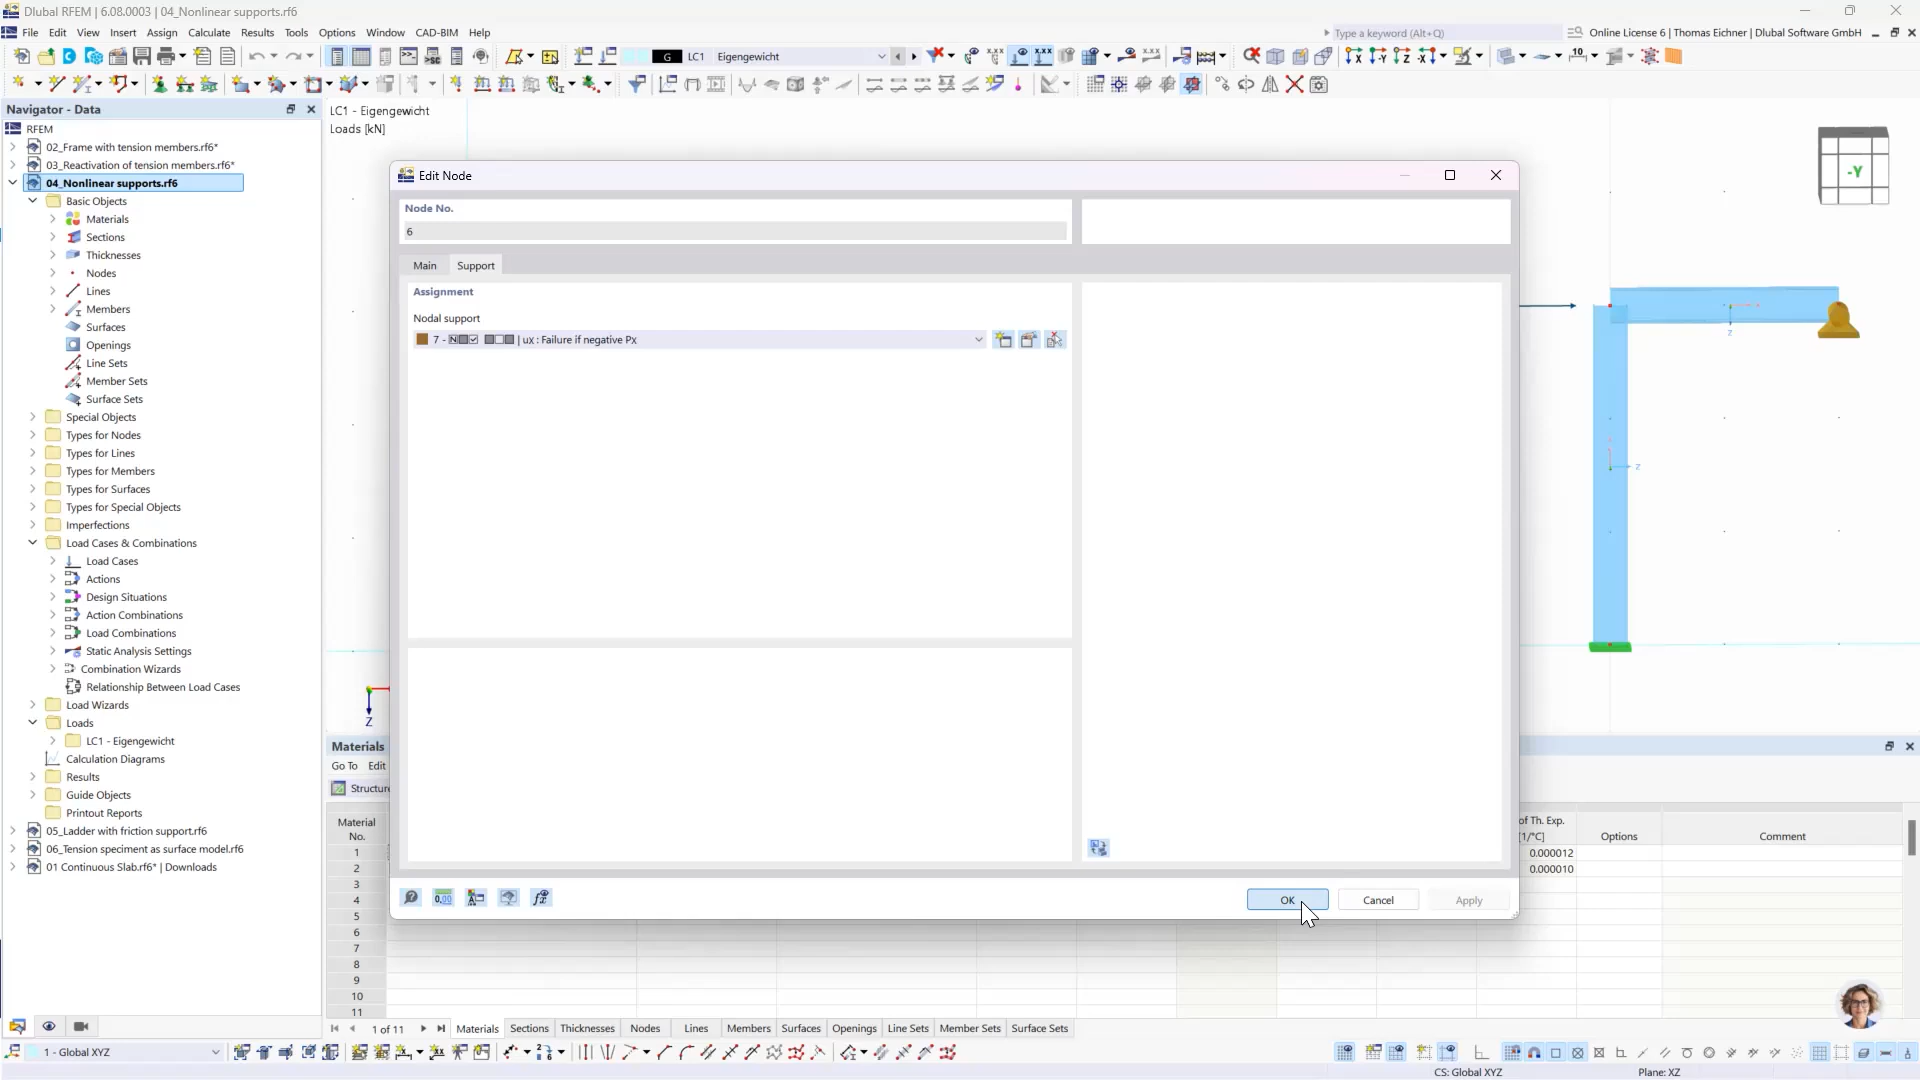 Dlubal RFEM | 6.08.0003 | 04_Nonlinear supports.rf6
File Edit View Insert Assign Calculate Results Tools Options Window CAD-BIM Help
Type a keyword (Alt+Q)
Online License 6 | Thomas Eichner | Dlubal Software GmbH
G LC1 Eigengewicht
Navigator - Data
RFEM
02_Frame with tension members.rf6*
03_Reactivation of tension members.rf6*
04_Nonlinear supports.rf6
Basic Objects
Materials
Sections
Thicknesses
Nodes
Lines
Members
Surfaces
Openings
Line Sets
Member Sets
Surface Sets
Special Objects
Types for Nodes
Types for Lines
Types for Members
Types for Surfaces
Types for Special Objects
Imperfections
Load Cases & Combinations
Load Cases
Actions
Design Situations
Action Combinations
Load Combinations
Static Analysis Settings
Combination Wizards
Relationship Between Load Cases
Load Wizards
Loads
LC1 - Eigengewicht
Calculation Diagrams
Results
Guide Objects
Printout Reports
05_Ladder with friction support.rf6
06_Tension speciment as surface model.rf6
01 Continuous Slab.rf6* | Downloads
LC1 - Eigengewicht
Loads [kN]
-Y
Z
Z
Z
Edit Node
Node No.
6
Main Support
Assignment
Nodal support
7 - | ux : Failure if negative Px
OK Cancel Apply
Materials
Go To Edit
Structure
Material
No.
of Th. Exp.
[1/°C]
Options
Comment
1 0.000012
2 0.000010
3
4
5
6
7
8
9
10
11
1 of 11 Materials Sections Thicknesses Nodes Lines Members Surfaces Openings Line Sets Member Sets Surface Sets
1 - Global XYZ
CS: Global XYZ
Plane: XZ